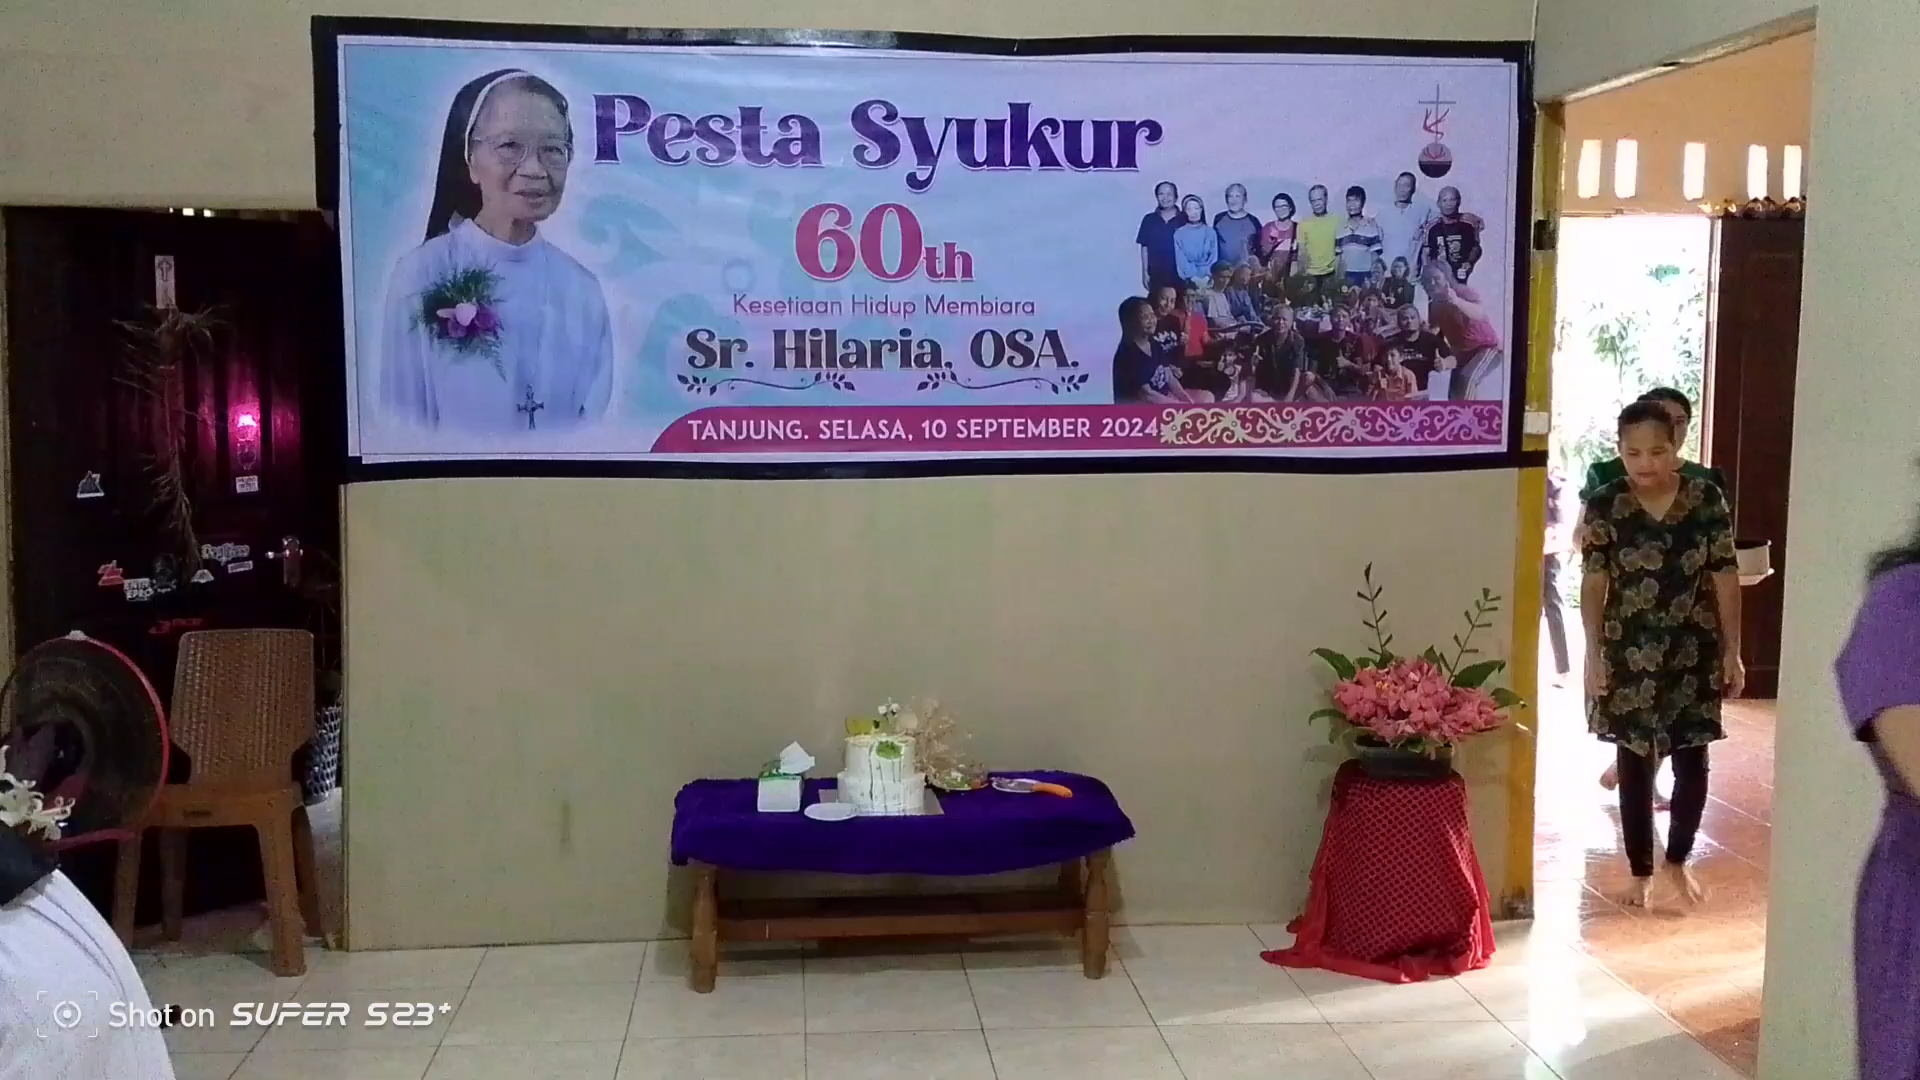 Pesta Syukur
60th
Kesetiaan Hidup Membiara
Sr. Hilaria, OSA.
TANJUNG. SELASA, 10 SEPTEMBER 2024
Shot on SUPER S23+